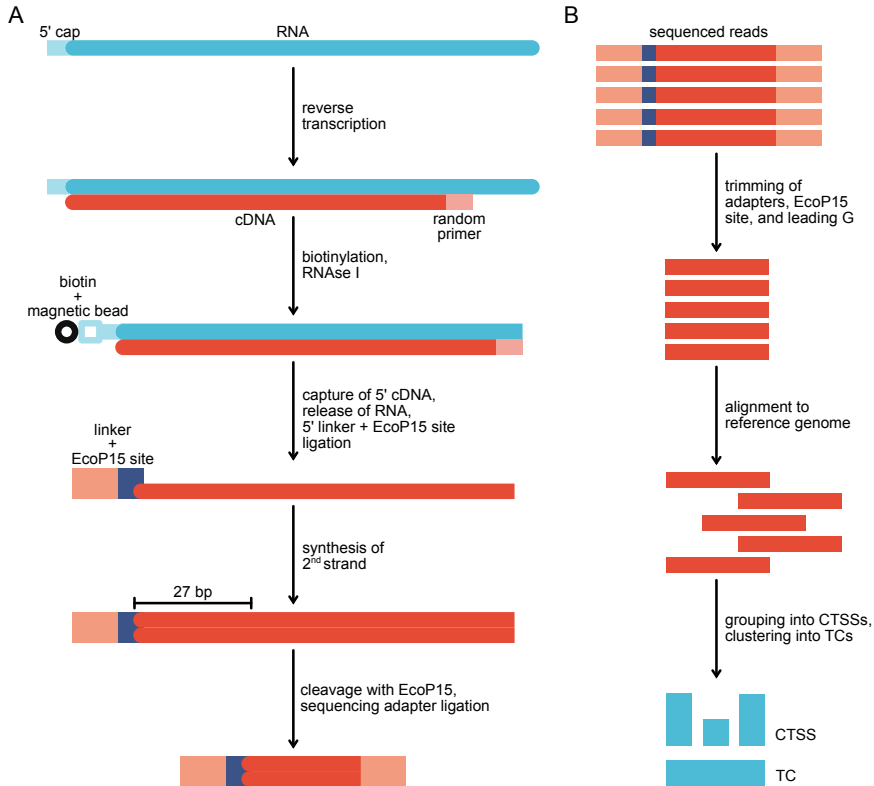 A
5' cap
RNA
reverse
transcription
cDNA
random
primer
biotinylation,
RNAse I
biotin
+
magnetic bead
capture of 5' cDNA,
release of RNA,
5' linker + EcoP15 site
ligation
linker
+
EcoP15 site
synthesis of
2nd strand
27 bp
cleavage with EcoP15,
sequencing adapter ligation
B
sequenced reads
trimming of
adapters, EcoP15
site, and leading G
alignment to
reference genome
grouping into CTSSs,
clustering into TCs
CTSS
TC